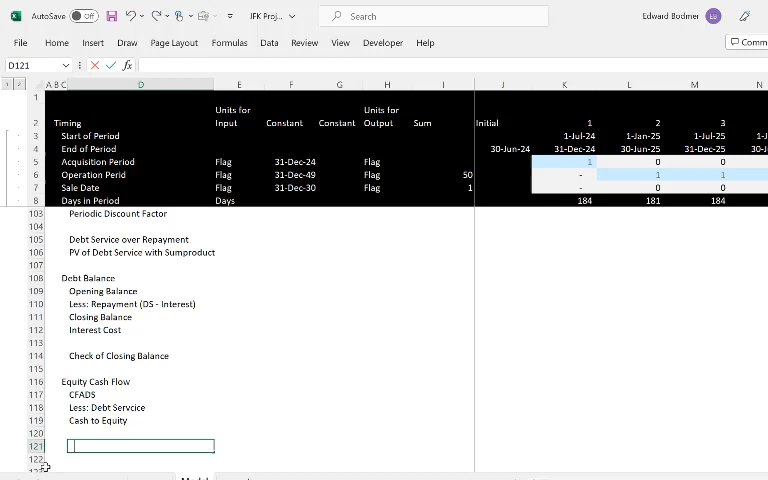 AutoSave Off JFK Proj... Search Edward Bodmer EB
File Home Insert Draw Page Layout Formulas Data Review View Developer Help Comm
D121 fx
1 2 A B C D E F G H I J K L M N
1
Units for Units for
2 Timing Input Constant Constant Output Sum Initial 1 2 3
3 Start of Period 1-Jul-24 1-Jan-25 1-Jul-25 1-J
4 End of Period 30-Jun-24 31-Dec-24 30-Jun-25 31-Dec-25 30-J
5 Acquisition Period Flag 31-Dec-24 Flag 1 0 0
6 Operation Perid Flag 31-Dec-49 Flag 50 - 1 1
7 Sale Date Flag 31-Dec-30 Flag 1 - 0 0
8 Days in Period Days 184 181 184
103 Periodic Discount Factor
104
105 Debt Service over Repayment
106 PV of Debt Service with Sumproduct
107
108 Debt Balance
109 Opening Balance
110 Less: Repayment (DS - Interest)
111 Closing Balance
112 Interest Cost
113
114 Check of Closing Balance
115
116 Equity Cash Flow
117 CFADS
118 Less: Debt Servcice
119 Cash to Equity
120
121
122